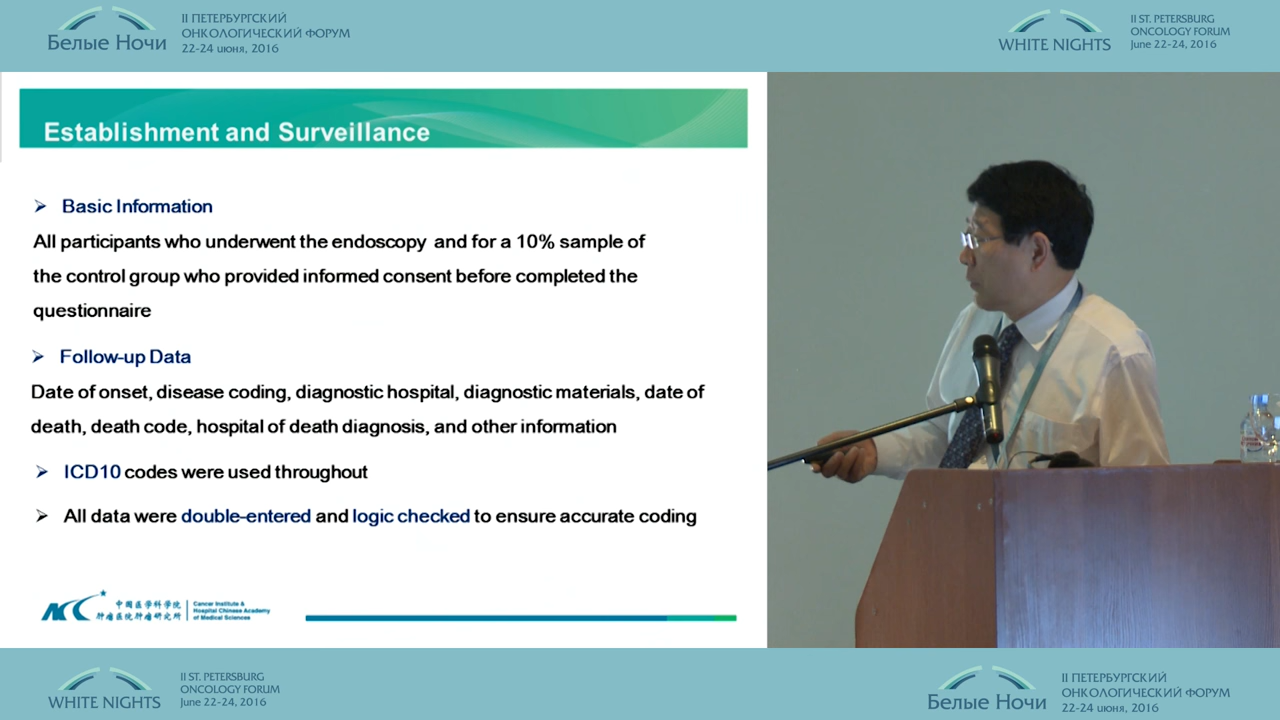 Белые Ночи
II ПЕТЕРБУРГСКИЙ
ОНКОЛОГИЧЕСКИЙ ФОРУМ
22-24 июня, 2016
WHITE NIGHTS
II ST. PETERSBURG
ONCOLOGY FORUM
June 22-24, 2016
Establishment and Surveillance
Basic Information
All participants who underwent the endoscopy and for a 10% sample of
the control group who provided informed consent before completed the
questionnaire
Follow-up Data
Date of onset, disease coding, diagnostic hospital, diagnostic materials, date of
death, death code, hospital of death diagnosis, and other information
ICD10 codes were used throughout
All data were double-entered and logic checked to ensure accurate coding
中国医学科学院
肿瘤医院肿瘤研究所
Cancer Institute &
Hospital Chinese Academy
of Medical Sciences
WHITE NIGHTS
II ST. PETERSBURG
ONCOLOGY FORUM
June 22-24, 2016
Белые Ночи
II ПЕТЕРБУРГСКИЙ
ОНКОЛОГИЧЕСКИЙ ФОРУМ
22-24 июня, 2016